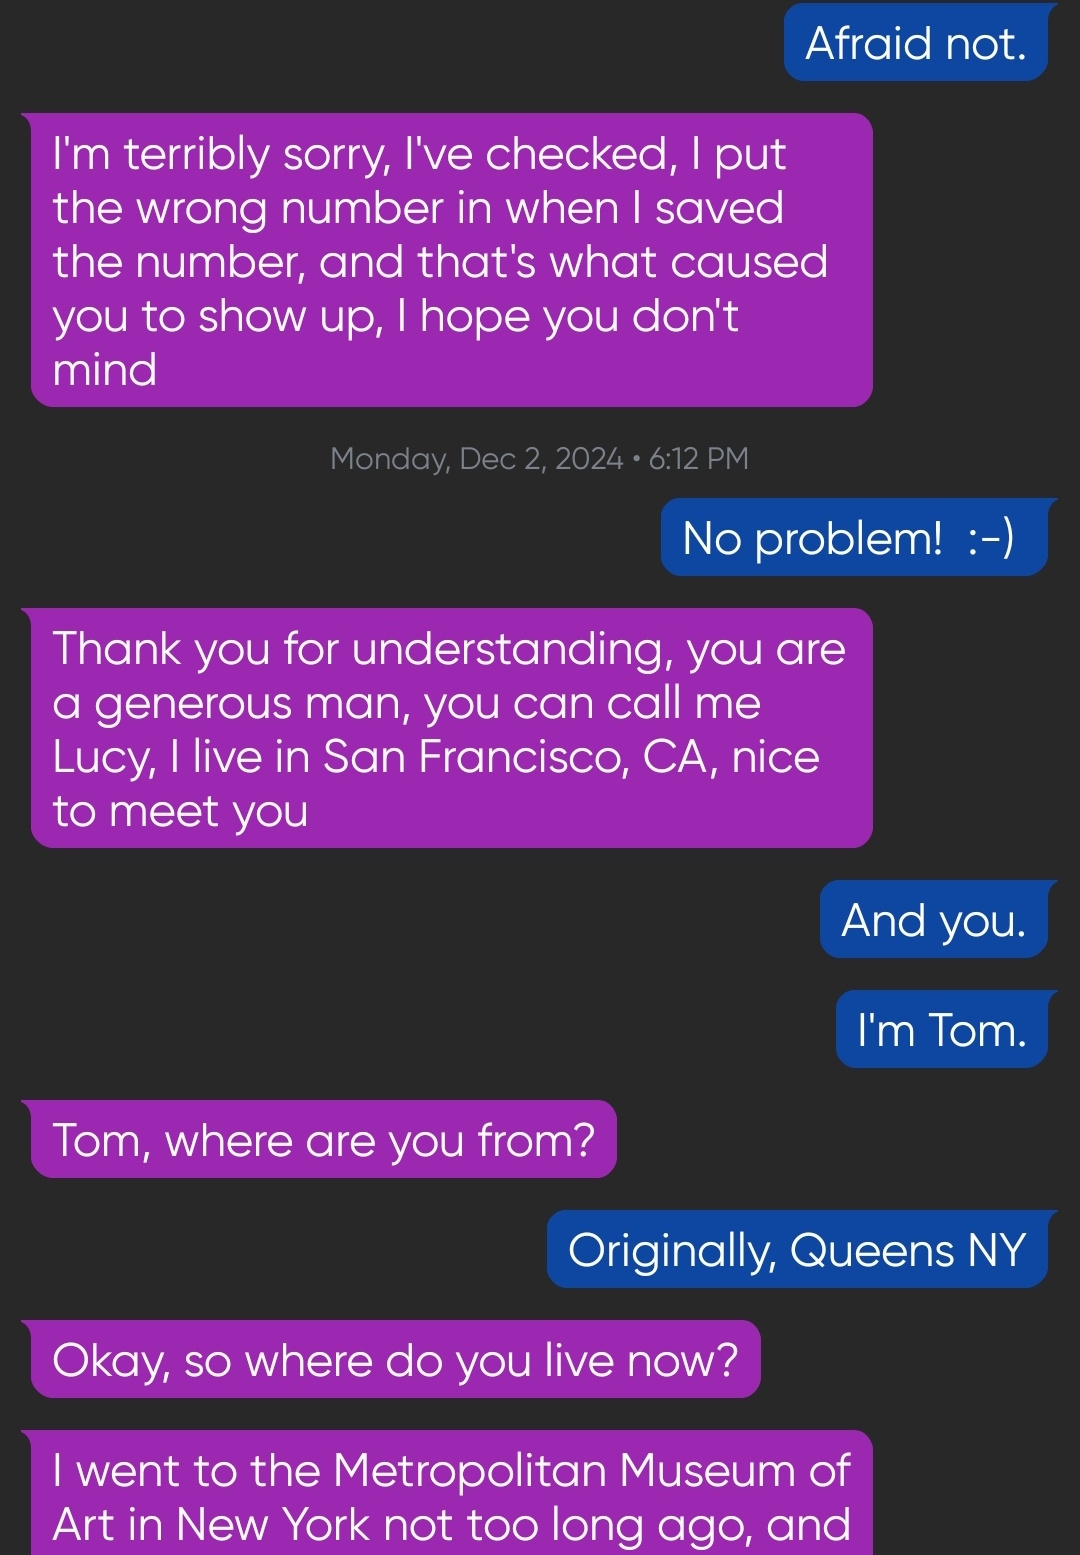 Afraid not.
I'm terribly sorry, I've checked, I put
the wrong number in when I saved
the number, and that's what caused
you to show up, I hope you don't
mind
Monday, Dec 2, 2024 • 6:12 PM
No problem!  :-)
Thank you for understanding, you are
a generous man, you can call me
Lucy, I live in San Francisco, CA, nice
to meet you
And you.
I'm Tom.
Tom, where are you from?
Originally, Queens NY
Okay, so where do you live now?
I went to the Metropolitan Museum of
Art in New York not too long ago, and